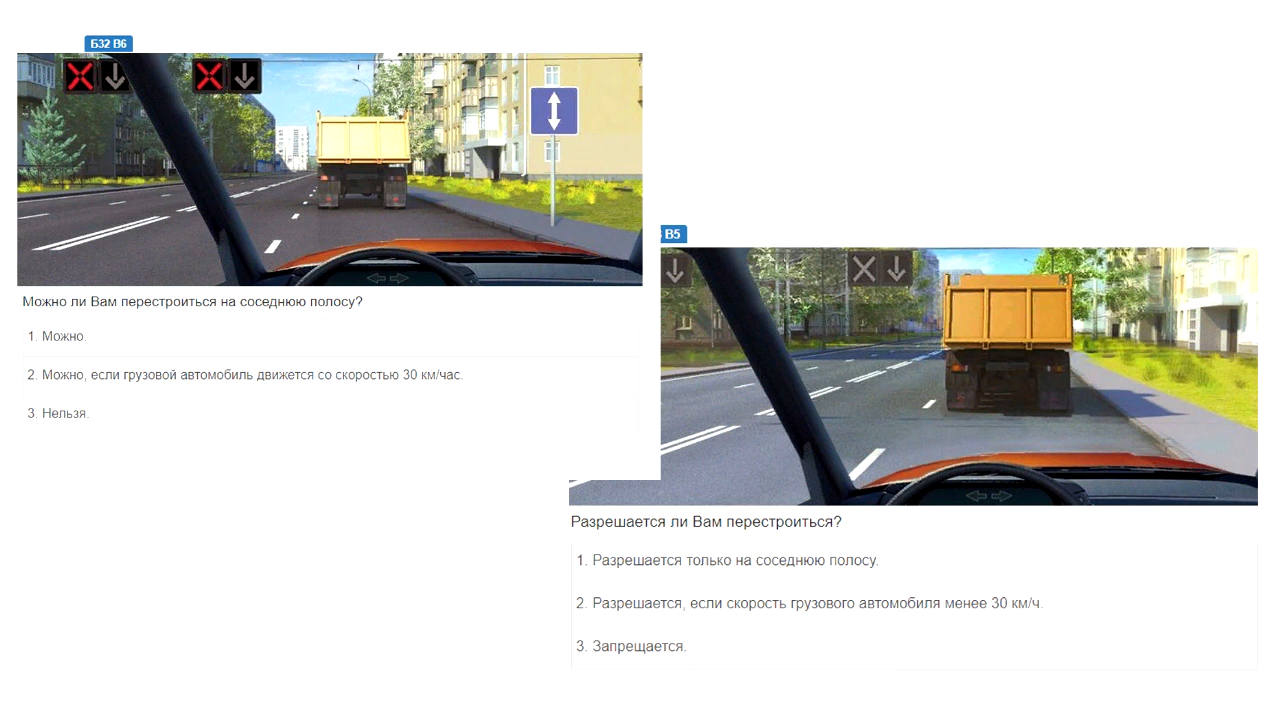 Б32 В6
Можно ли Вам перестроиться на соседнюю полосу?
1. Можно.
2. Можно, если грузовой автомобиль движется со скоростью 30 км/час.
3. Нельзя.
В5
Разрешается ли Вам перестроиться?
1. Разрешается только на соседнюю полосу.
2. Разрешается, если скорость грузового автомобиля менее 30 км/ч.
3. Запрещается.